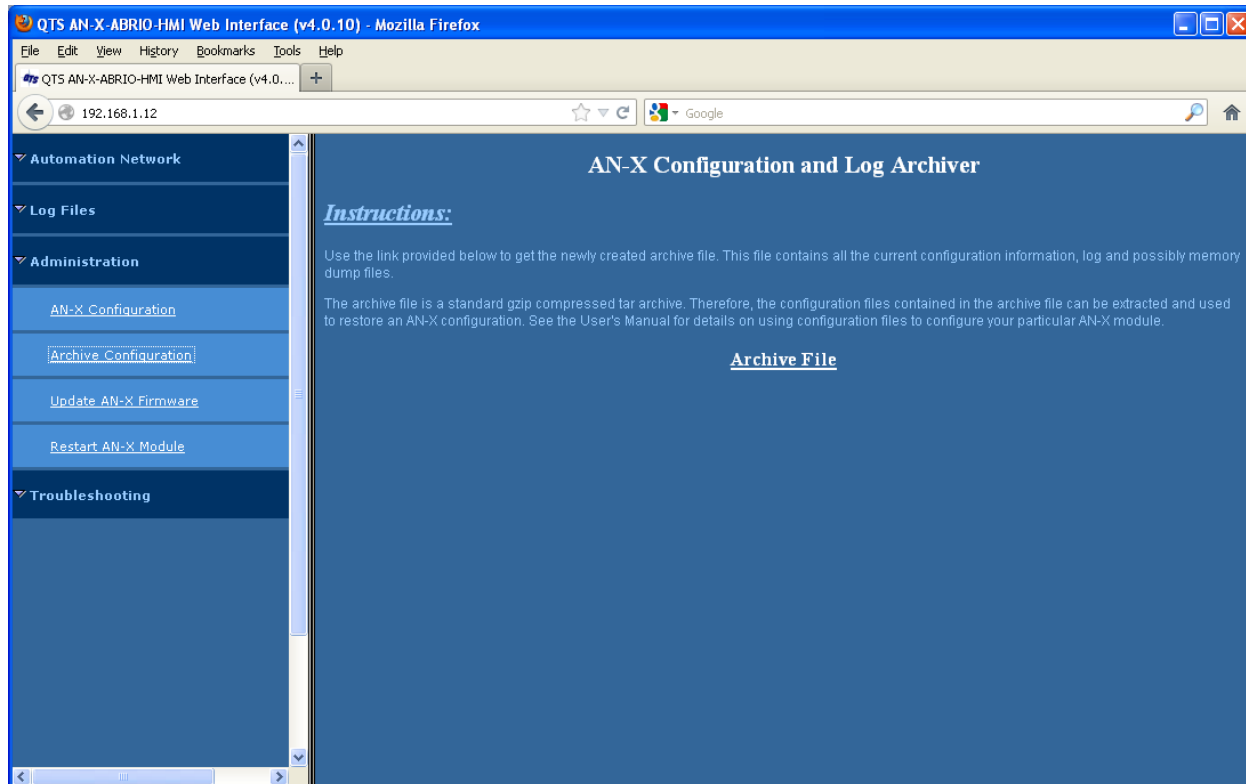 QTS AN-X-ABRIO-HMI Web Interface (v4.0.10) - Mozilla Firefox
File Edit View History Bookmarks Tools Help
QTS QTS AN-X-ABRIO-HMI Web Interface (v4.0.... +
192.168.1.12 Google
Automation Network
Log Files
Administration
AN-X Configuration
Archive Configuration
Update AN-X Firmware
Restart AN-X Module
Troubleshooting
AN-X Configuration and Log Archiver
Instructions:
Use the link provided below to get the newly created archive file. This file contains all the current configuration information, log and possibly memory
dump files.
The archive file is a standard gzip compressed tar archive. Therefore, the configuration files contained in the archive file can be extracted and used
to restore an AN-X configuration. See the User's Manual for details on using configuration files to configure your particular AN-X module.
Archive File